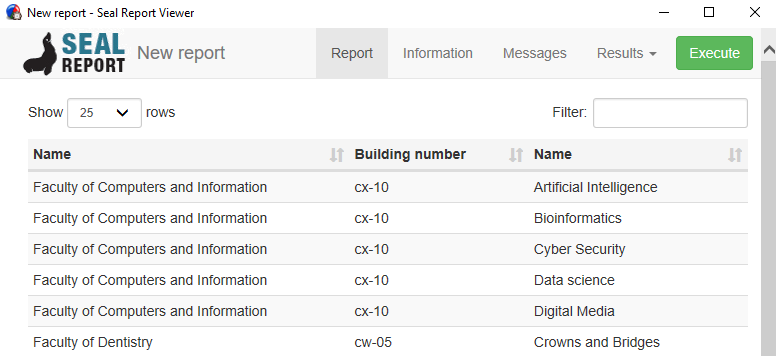 New report - Seal Report Viewer
SEAL REPORT New report Report Information Messages Results Execute
Show 25 rows Filter:
Name Building number Name
Faculty of Computers and Information cx-10 Artificial Intelligence
Faculty of Computers and Information cx-10 Bioinformatics
Faculty of Computers and Information cx-10 Cyber Security
Faculty of Computers and Information cx-10 Data science
Faculty of Computers and Information cx-10 Digital Media
Faculty of Dentistry cw-05 Crowns and Bridges